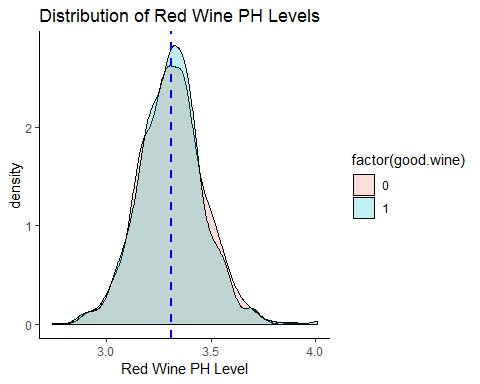 Distribution of Red Wine PH Levels
density
2
1
0
3.0 3.5 4.0
Red Wine PH Level
factor(good.wine)
0
1